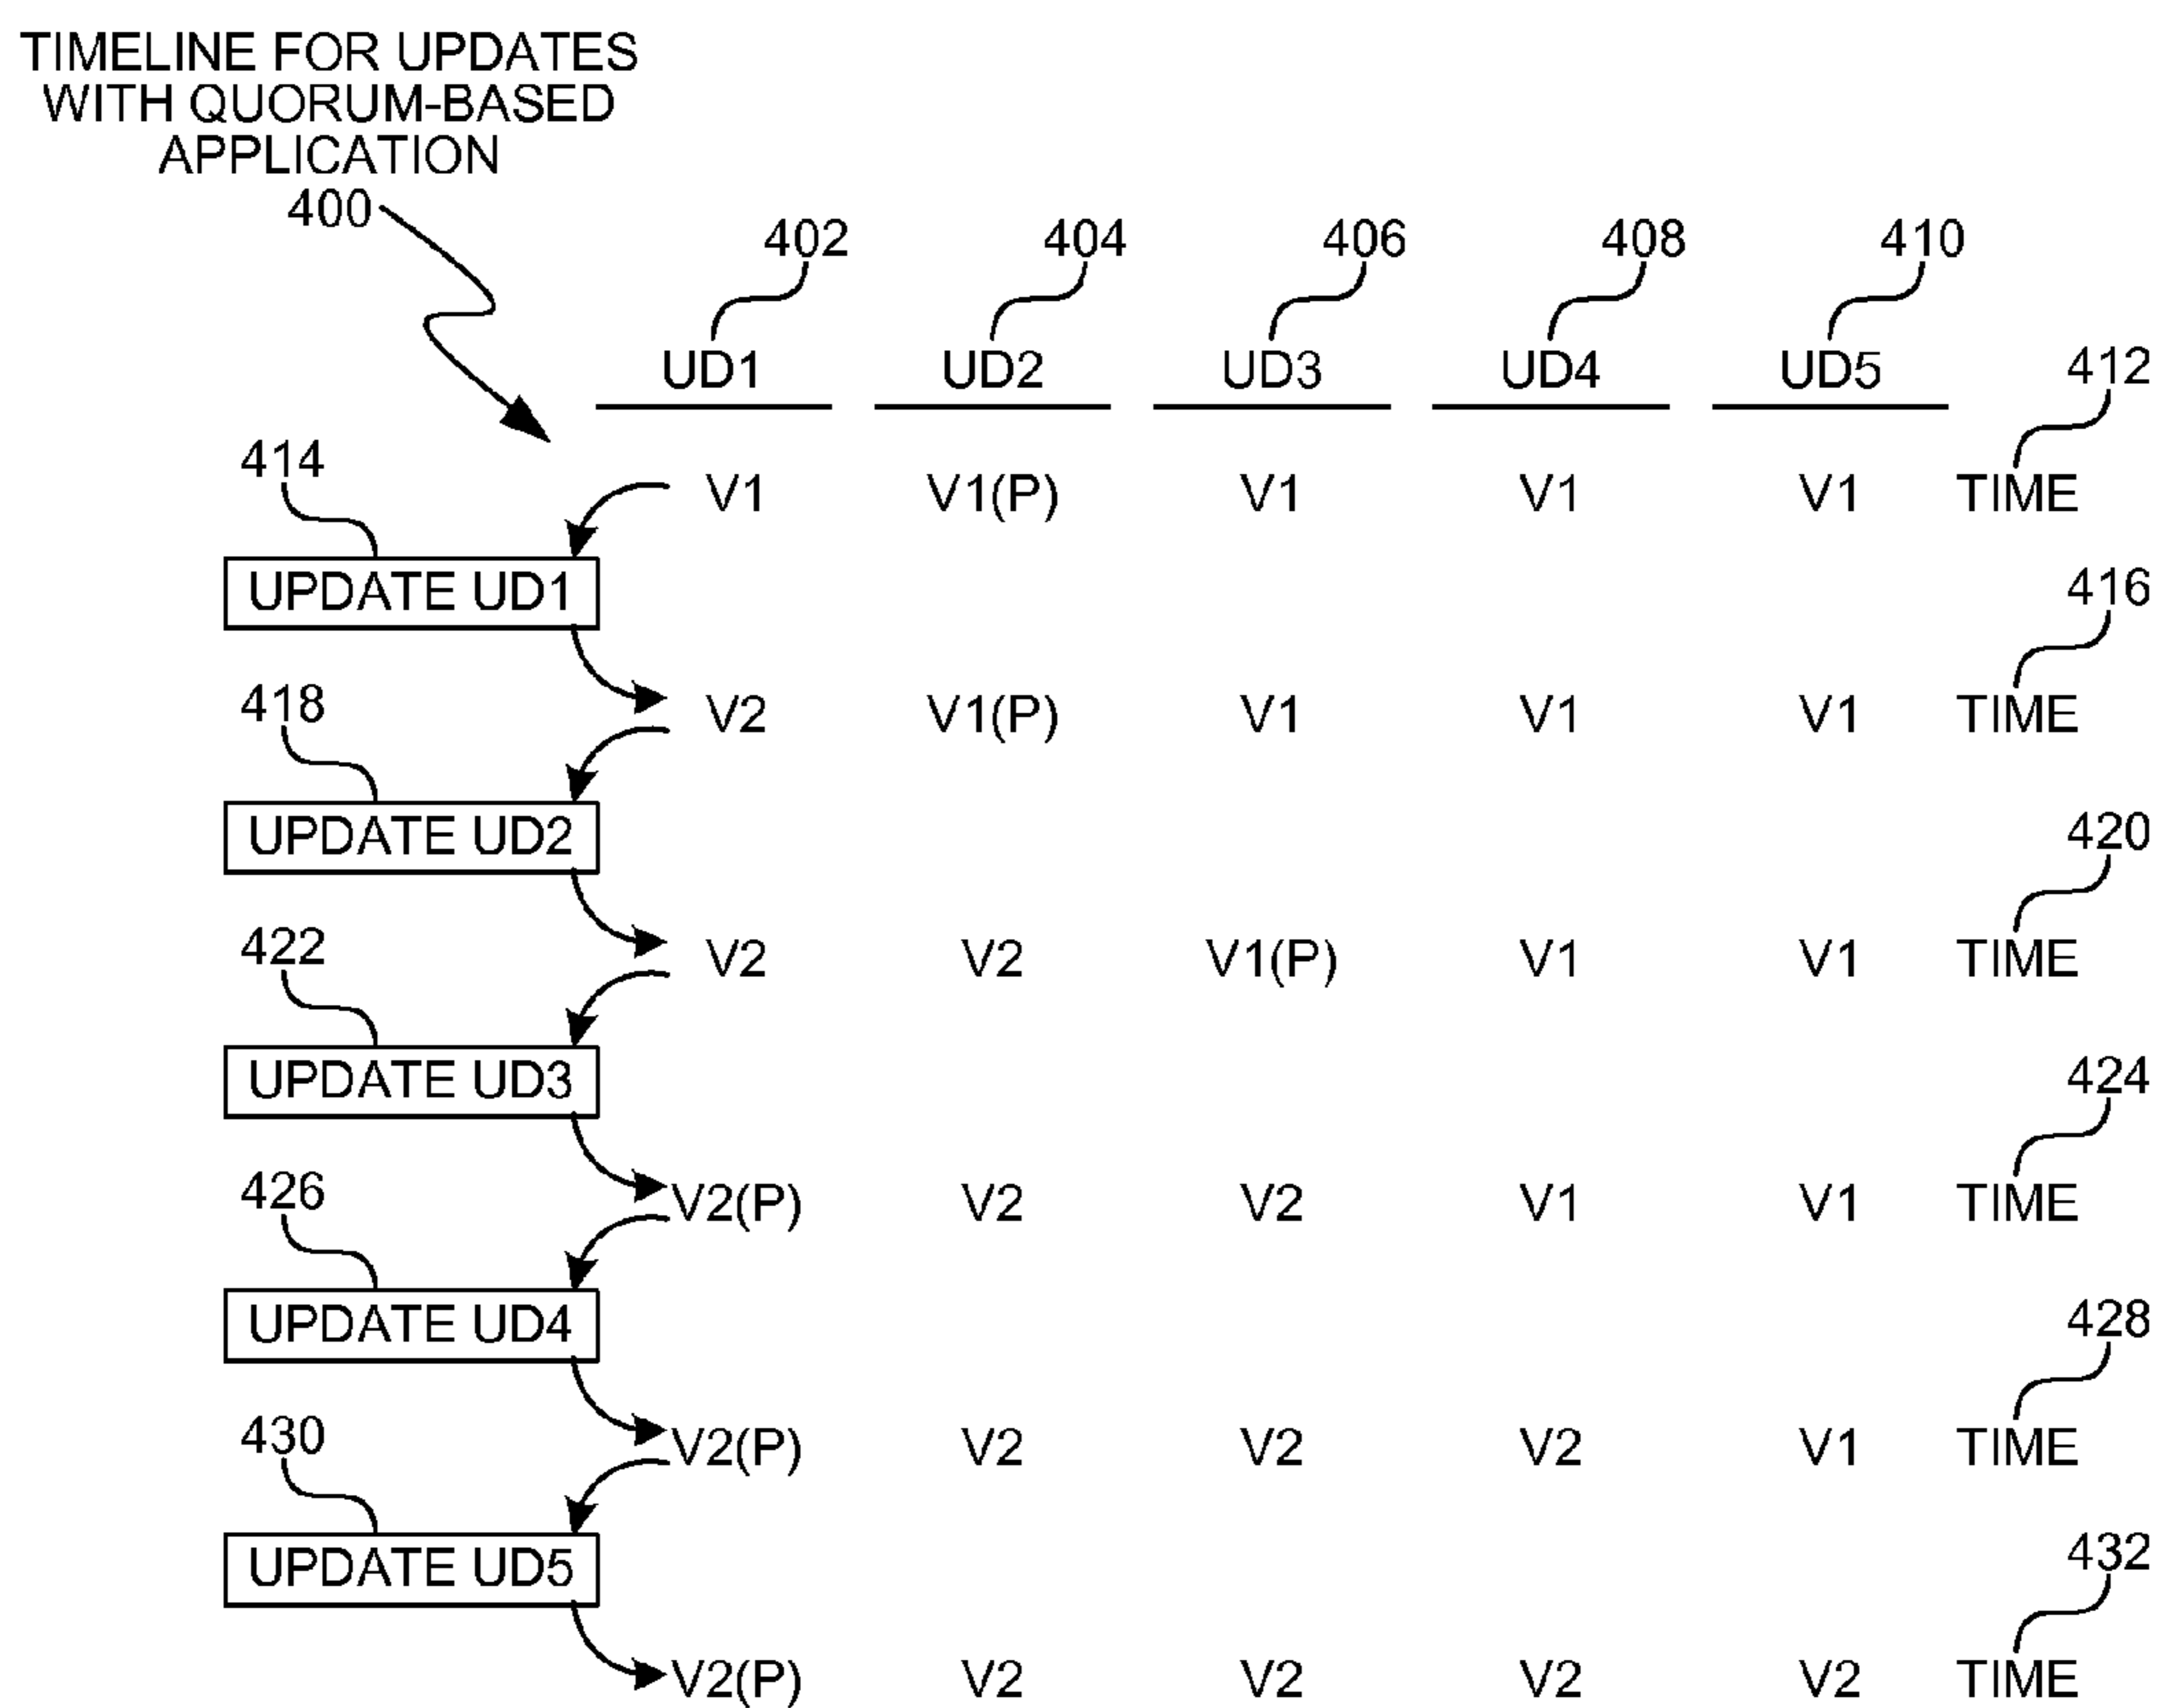 TIMELINE FOR UPDATES
WITH QUORUM-BASED
APPLICATION
400
402 404 406 408 410
UD1 UD2 UD3 UD4 UD5 412
414 V1 V1(P) V1 V1 V1 TIME
UPDATE UD1 416
418 V2 V1(P) V1 V1 V1 TIME
UPDATE UD2 420
422 V2 V2 V1(P) V1 V1 TIME
UPDATE UD3 424
426 V2(P) V2 V2 V1 V1 TIME
UPDATE UD4 428
430 V2(P) V2 V2 V2 V1 TIME
UPDATE UD5 432
V2(P) V2 V2 V2 V2 TIME